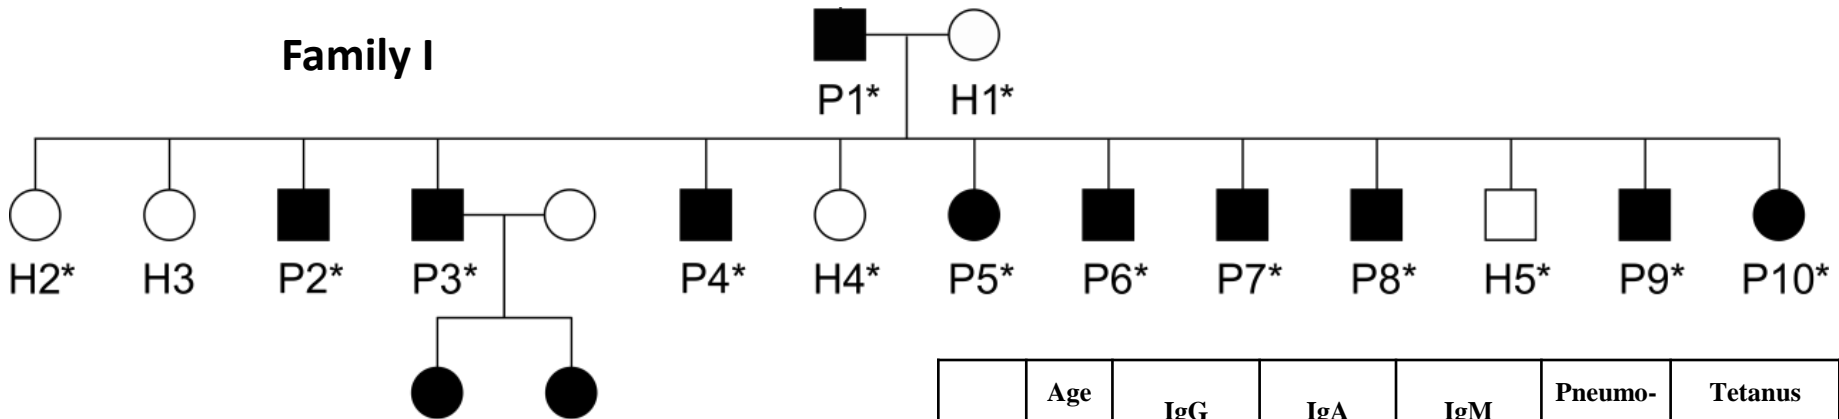 Family I
P1* H1*
H2* H3 P2* P3* P4* H4* P5* P6* P7* P8* H5* P9* P10*
Age IgG IgA IgM Pneumo- Tetanus